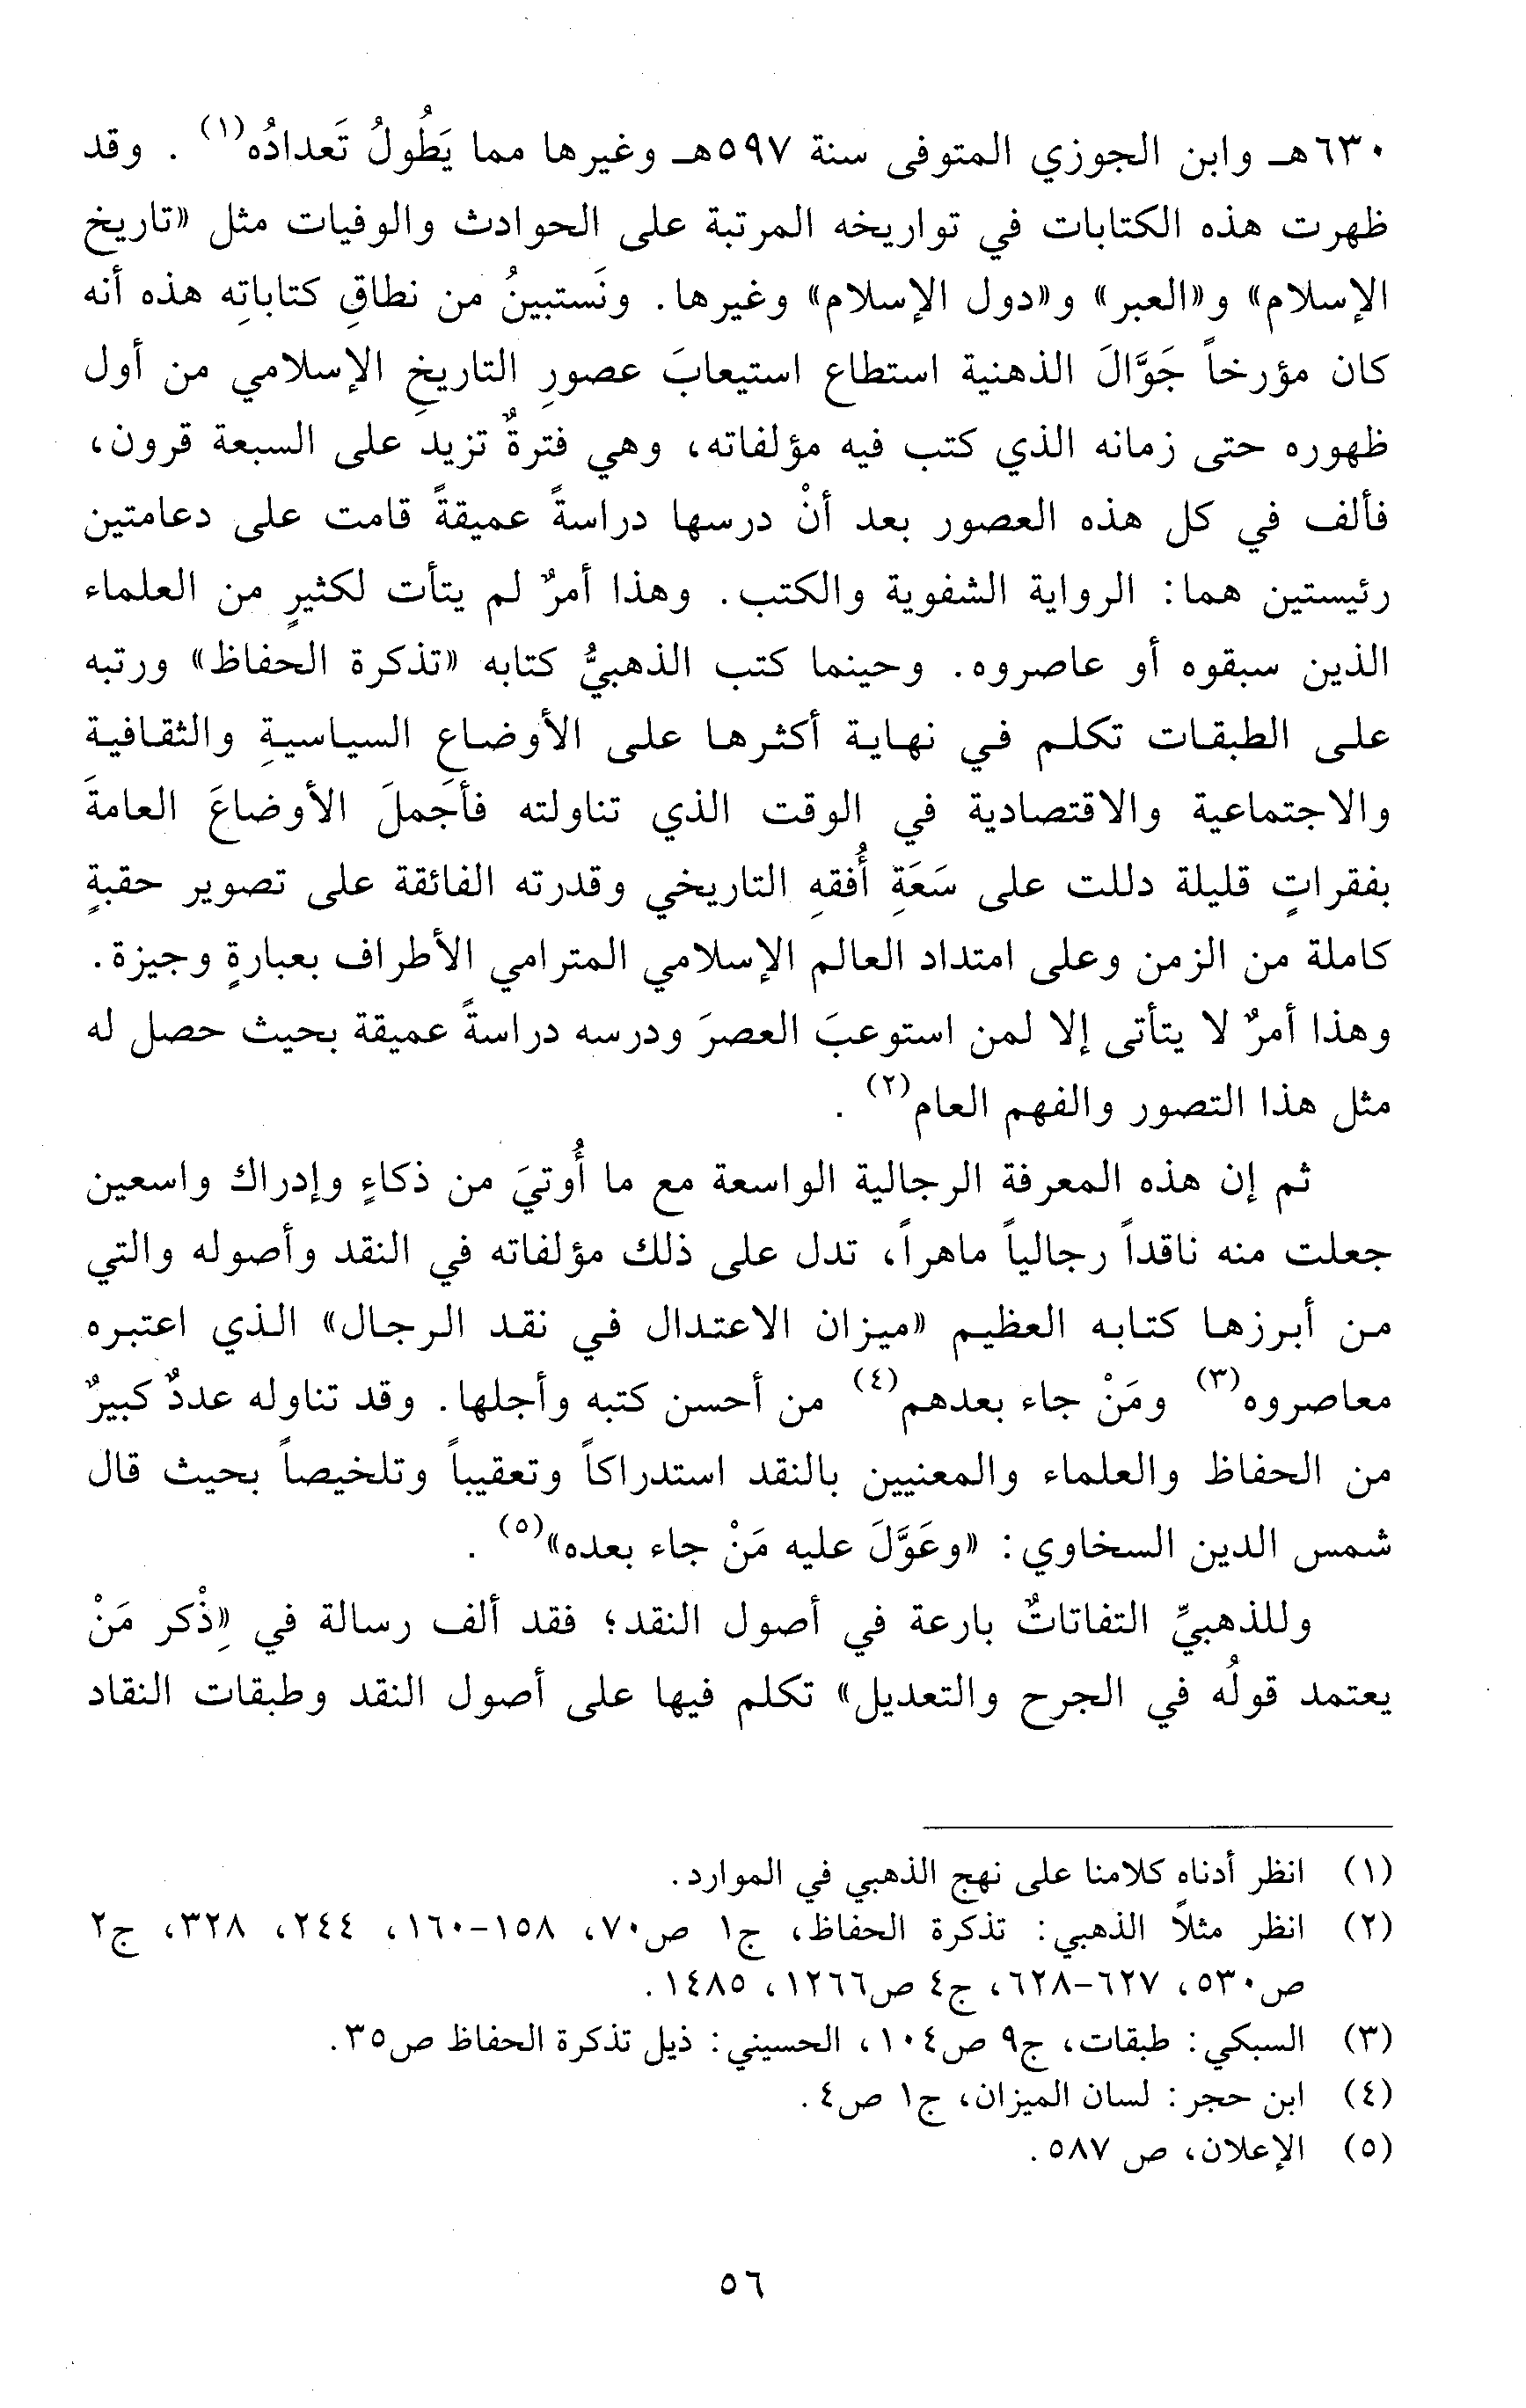 ٦٣٠هـ وابن الجوزي المتوفى سنة ٥٩٧هـ وغيرها مما يَطُولُ تَعدادُه(١) . وقد
ظهرت هذه الكتابات في تواريخه المرتبة على الحوادث والوفيات مثل «تاريخ
الإسلام» و«العبر» و«دول الإسلام» وغيرها. ونَستبينُ من نطاقِ كتاباتِه هذه أنه
كان مؤرخاً جَوَّالَ الذهنية استطاع استيعابَ عصورِ التاريخِ الإسلامي من أول
ظهوره حتى زمانه الذي كتب فيه مؤلفاته، وهي فترةٌ تزيد على السبعة قرون،
فألف في كل هذه العصور بعد أنْ درسها دراسةً عميقةً قامت على دعامتين
رئيستين هما: الرواية الشفوية والكتب. وهذا أمرٌ لم يتأت لكثيرٍ من العلماء
الذين سبقوه أو عاصروه. وحينما كتب الذهبيُّ كتابه «تذكرة الحفاظ» ورتبه
على الطبقات تكلم في نهاية أكثرها على الأوضاع السياسيةِ والثقافية
والاجتماعية والاقتصادية في الوقت الذي تناولته فأَجملَ الأوضاعَ العامةَ
بفقراتٍ قليلة دللت على سَعَةِ أُفقهِ التاريخي وقدرته الفائقة على تصوير حقبةٍ
كاملة من الزمن وعلى امتداد العالم الإسلامي المترامي الأطراف بعبارةٍ وجيزة.
وهذا أمرٌ لا يتأتى إلا لمن استوعبَ العصرَ ودرسه دراسةً عميقة بحيث حصل له
مثل هذا التصور والفهم العام(٢) .
ثم إن هذه المعرفة الرجالية الواسعة مع ما أُوتيَ من ذكاءٍ وإدراك واسعين
جعلت منه ناقداً رجالياً ماهراً، تدل على ذلك مؤلفاته في النقد وأصوله والتي
من أبرزها كتابه العظيم «ميزان الاعتدال في نقد الرجال» الذي اعتبره
معاصروه(٣) ومَنْ جاء بعدهم(٤) من أحسن كتبه وأجلها. وقد تناوله عددٌ كبيرٌ
من الحفاظ والعلماء والمعنيين بالنقد استدراكاً وتعقيباً وتلخيصاً بحيث قال
شمس الدين السخاوي: «وعَوَّلَ عليه مَنْ جاء بعده»(٥) .
وللذهبيِّ التفاتاتٌ بارعة في أصول النقد؛ فقد ألف رسالة في «ذِكْر مَنْ
يعتمد قولُه في الجرح والتعديل» تكلم فيها على أصول النقد وطبقات النقاد
(١) انظر أدناه كلامنا على نهج الذهبي في الموارد.
(٢) انظر مثلاً الذهبي: تذكرة الحفاظ، ج١ ص٧٠، ١٥٨-١٦٠، ٢٤٤، ٣٢٨، ج٢
ص٥٣٠، ٦٢٧-٦٢٨، ج٤ ص١٢٦٦، ١٤٨٥.
(٣) السبكي: طبقات، ج٩ ص١٠٤، الحسيني: ذيل تذكرة الحفاظ ص٣٥.
(٤) ابن حجر: لسان الميزان، ج١ ص٤.
(٥) الإعلان، ص ٥٨٧.
٥٦